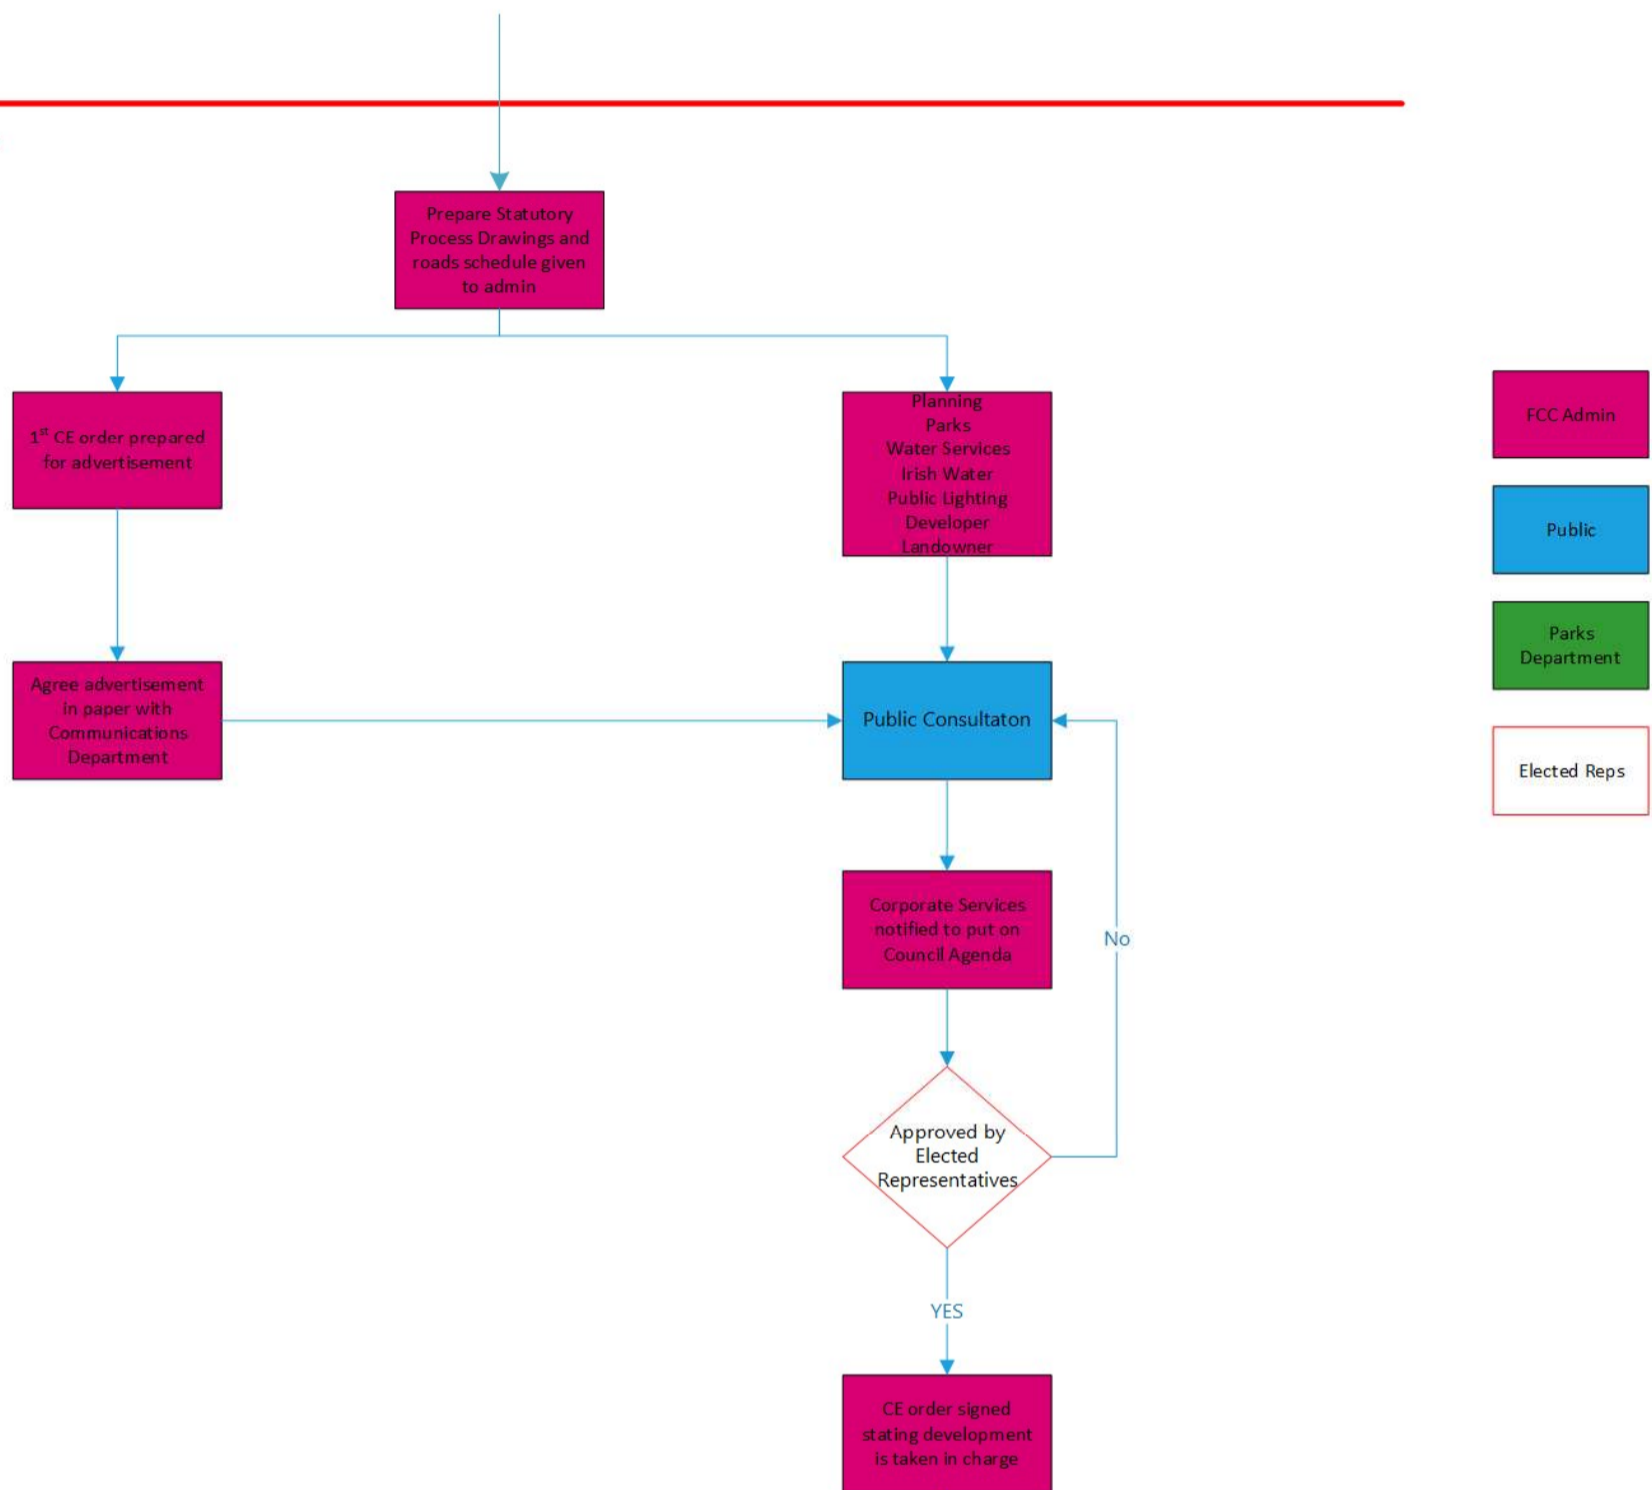 Prepare Statutory
Process Drawings and
roads schedule given
to admin
1st CE order prepared
for advertisement
Planning
Parks
Water Services
Irish Water
Public Lighting
Developer
Landowner
FCC Admin
Public
Parks
Department
Elected Reps
Agree advertisement
in paper with
Communications
Department
Public Consultaton
Corporate Services
notified to put on
Council Agenda
No
Approved by
Elected
Representatives
YES
CE order signed
stating development
is taken in charge